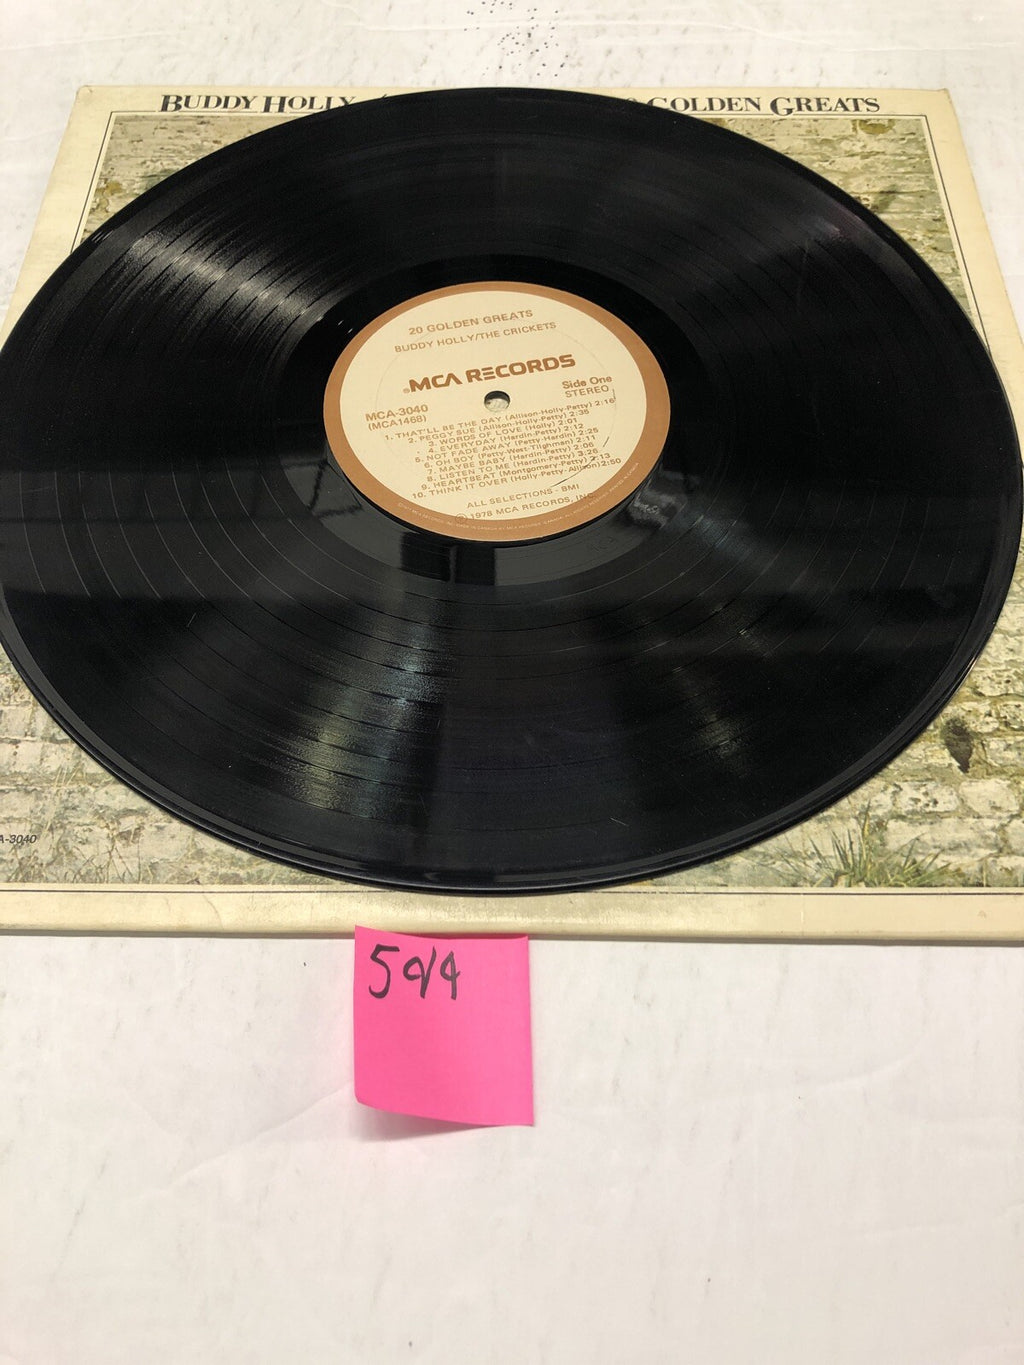 BUDDY HOLLY
GOLDEN GREATS
20 GOLDEN GREATS
BUDDY HOLLY/THE CRICKETS
MCA RECORDS
Side One
STEREO
MCA-3040
(MCA1468)
1. THAT'LL BE THE DAY (Allison-Holly-Petty) 2:16
2. PEGGY SUE (Allison-Holly-Petty) 2:35
3. WORDS OF LOVE (Holly) 2:01
4. EVERYDAY (Hardin-Petty) 2:12
5. NOT FADE AWAY (Petty-Hardin) 2:25
6. OH BOY (Petty-West-Tilghman) 2:11
7. MAYBE BABY (Hardin-Petty) 2:06
8. LISTEN TO ME (Hardin-Petty) 3:26
9. HEARTBEAT (Montgomery-Petty) 2:13
10. THINK IT OVER (Holly-Petty-Allison) 2:50
ALL SELECTIONS - BMI
© 1978 MCA RECORDS, INC.
A-3040